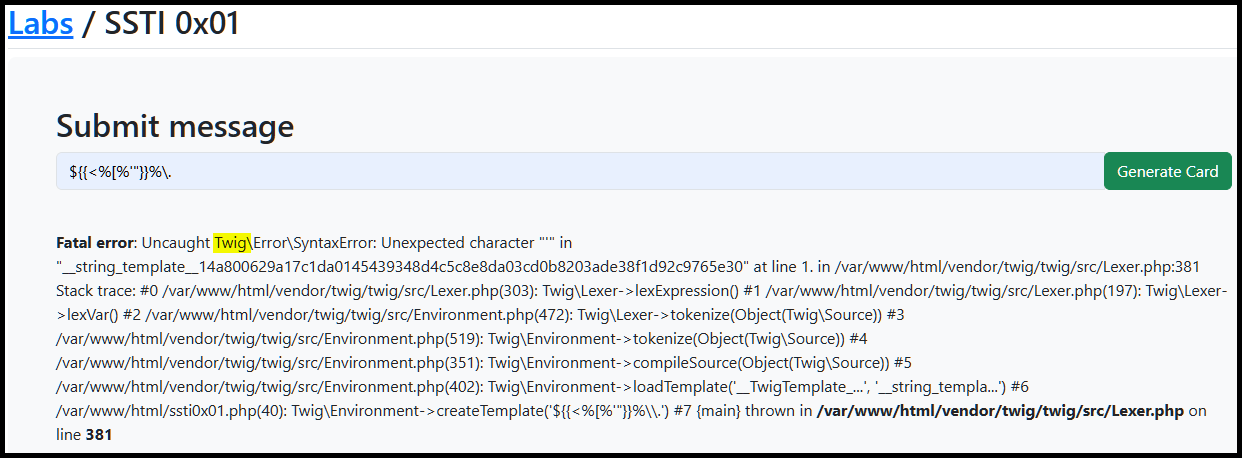 Labs / SSTI 0x01
Submit message
${{<%[%'"}}%\.
Generate Card
Fatal error: Uncaught Twig\Error\SyntaxError: Unexpected character "'" in
"__string_template__14a800629a17c1da0145439348d4c5c8e8da03cd0b8203ade38f1d92c9765e30" at line 1. in /var/www/html/vendor/twig/twig/src/Lexer.php:381
Stack trace: #0 /var/www/html/vendor/twig/twig/src/Lexer.php(303): Twig\Lexer->lexExpression() #1 /var/www/html/vendor/twig/twig/src/Lexer.php(197): Twig\Lexer-
>lexVar() #2 /var/www/html/vendor/twig/twig/src/Environment.php(472): Twig\Lexer->tokenize(Object(Twig\Source)) #3
/var/www/html/vendor/twig/twig/src/Environment.php(519): Twig\Environment->tokenize(Object(Twig\Source)) #4
/var/www/html/vendor/twig/twig/src/Environment.php(351): Twig\Environment->compileSource(Object(Twig\Source)) #5
/var/www/html/vendor/twig/twig/src/Environment.php(402): Twig\Environment->loadTemplate('__TwigTemplate_...', '__string_templa...') #6
/var/www/html/ssti0x01.php(40): Twig\Environment->createTemplate('${{<%[%'"}}%\\.') #7 {main} thrown in /var/www/html/vendor/twig/twig/src/Lexer.php on
line 381